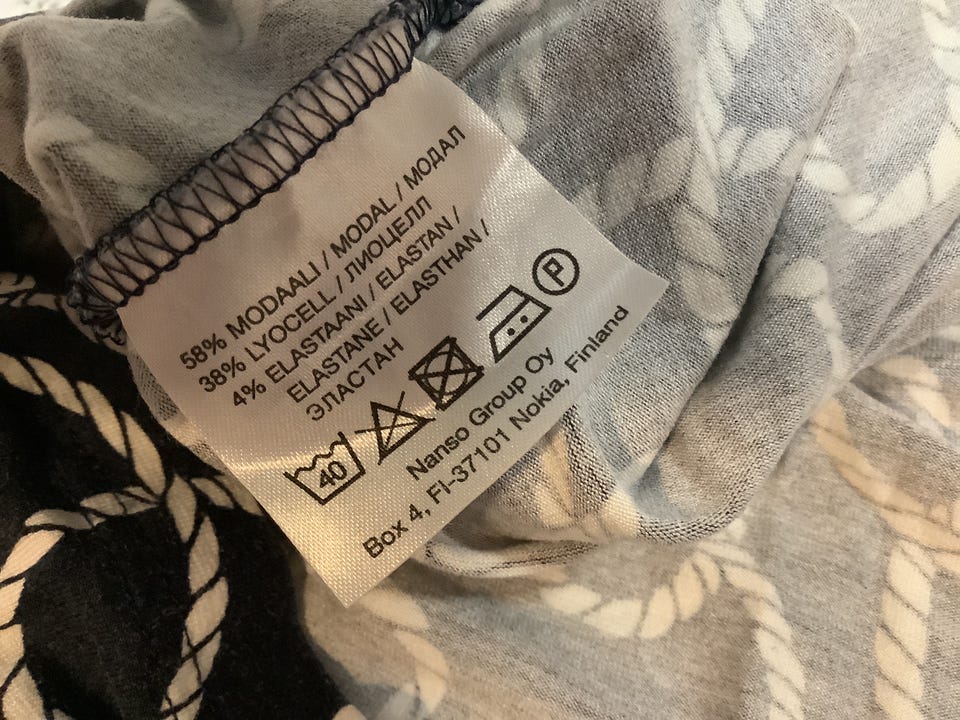 58% MODAALI / MODAL / МОДАЛ
38% LYOCELL / ЛИОЦЕЛЛ
4% ELASTAANI / ELASTAN /
ELASTANE / ELASTHAN /
ЭЛАСТАН
40 P
Nanso Group Oy
Box 4, FI-37101 Nokia, Finland